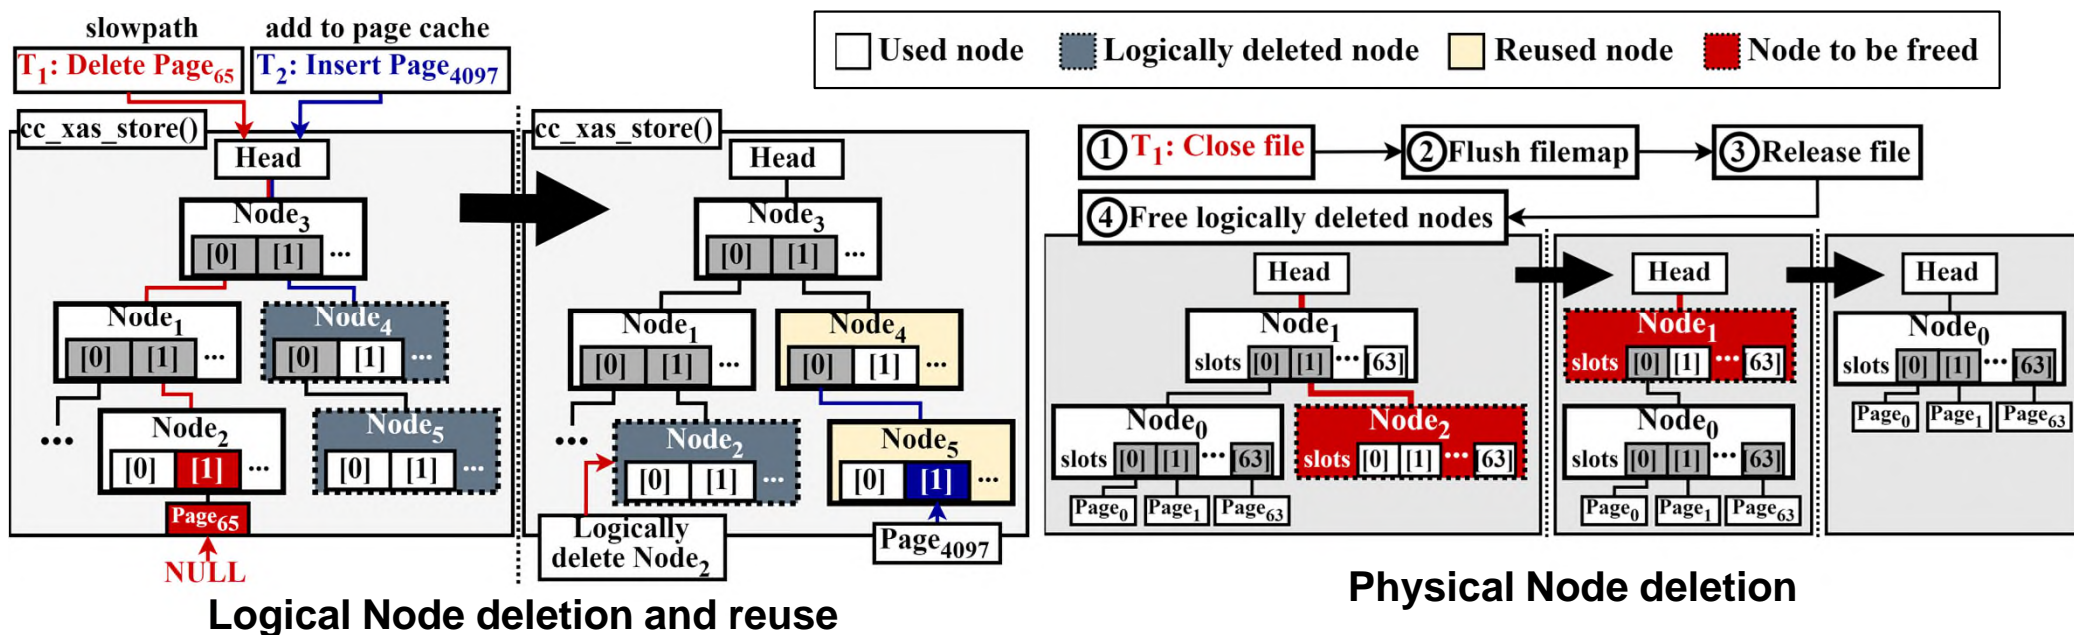 slowpath
add to page cache
T1: Delete Page65
T2: Insert Page4097
cc_xas_store()
Head
Node3
[0] [1] ...
Node1
[0] [1] ...
Node4
[0] [1] ...
...
Node2
[0] [1] ...
Node5
[0] [1] ...
Page65
NULL
cc_xas_store()
Head
Node3
[0] [1] ...
Node1
[0] [1] ...
Node4
[0] [1] ...
...
Node2
[0] [1] ...
Node5
[0] [1] ...
Logically
delete Node2
Page4097
Logical Node deletion and reuse
Used node
Logically deleted node
Reused node
Node to be freed
① T1: Close file
② Flush filemap
③ Release file
④ Free logically deleted nodes
Head
Node1
slots [0] [1] ... [63]
Node0
slots [0] [1] ... [63]
Node2
slots [0] [1] ... [63]
Page0 Page1 Page63
Head
Node1
slots [0] [1] ... [63]
Node0
slots [0] [1] ... [63]
Page0 Page1 Page63
Head
Node0
slots [0] [1] ... [63]
Page0 Page1 Page63
Physical Node deletion